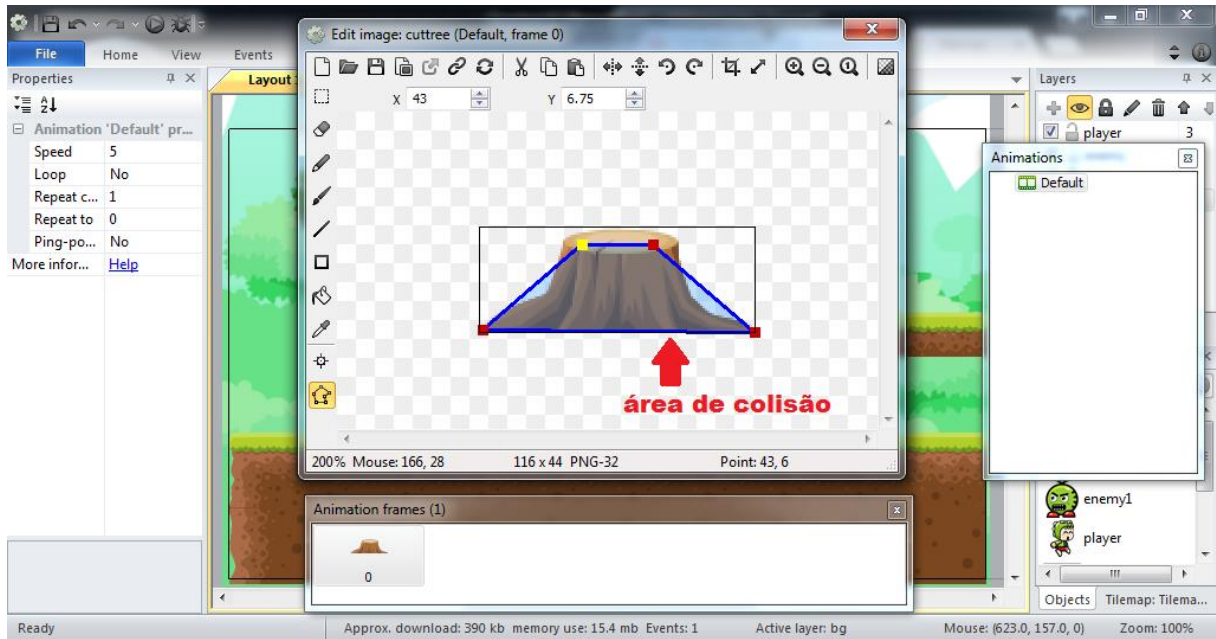 Edit image: cuttree (Default, frame 0)
File Home View Events
X 43 Y 6.75
Properties
Layout
Layers
player 3
Animation 'Default' pr...
Speed 5
Loop No
Repeat c... 1
Repeat to 0
Ping-po... No
More infor... Help
Animations
Default
área de colisão
200% Mouse: 166, 28 116 x 44 PNG-32 Point: 43, 6
Animation frames (1)
0
enemy1
player
Objects Tilemap: Tilema...
Ready Approx. download: 390 kb memory use: 15.4 mb Events: 1 Active layer: bg Mouse: (623.0, 157.0, 0) Zoom: 100%